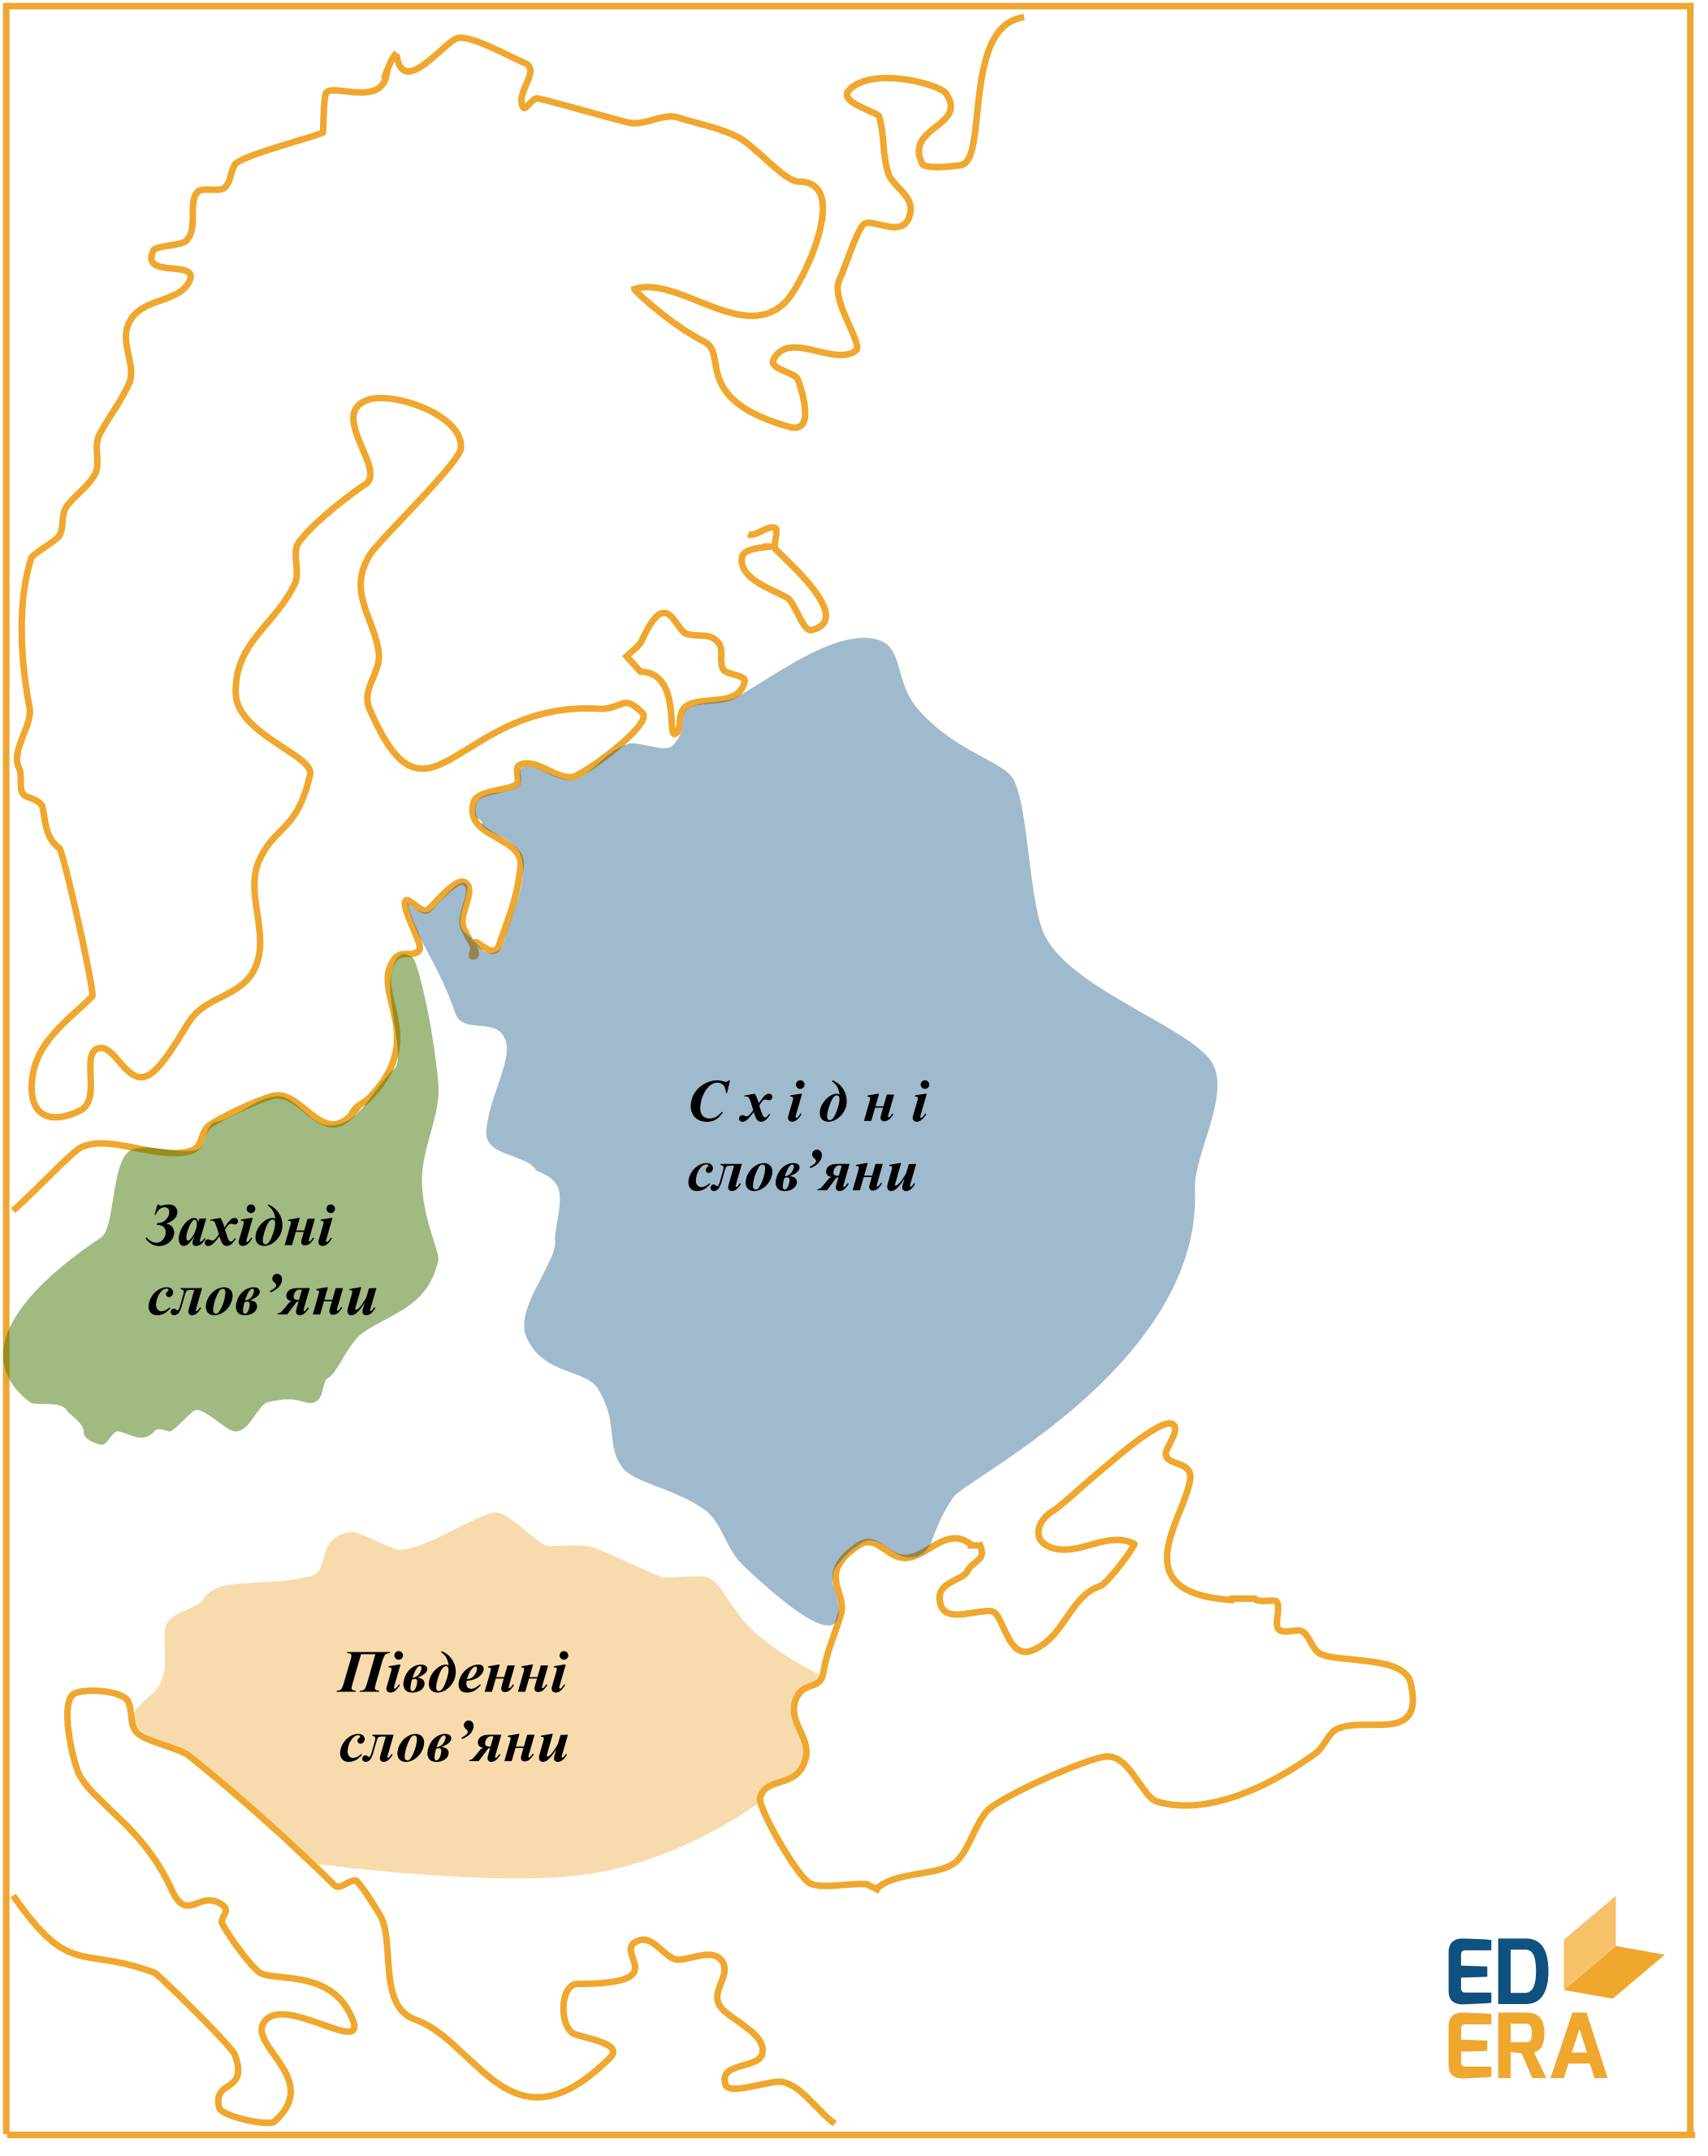 Східні
слов’яни
Західні
слов’яни
Південні
слов’яни
ED
ERA